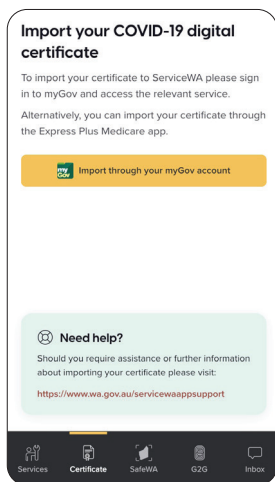 Import your COVID-19 digital
certificate
To import your certificate to ServiceWA please sign
in to myGov and access the relevant service.
Alternatively, you can import your certificate through
the Express Plus Medicare app.
my
Gov
Import through your myGov account
Need help?
Should you require assistance or further information
about importing your certificate please visit:
https://www.wa.gov.au/servicewaappsupport
Services Certificate SafeWA G2G Inbox